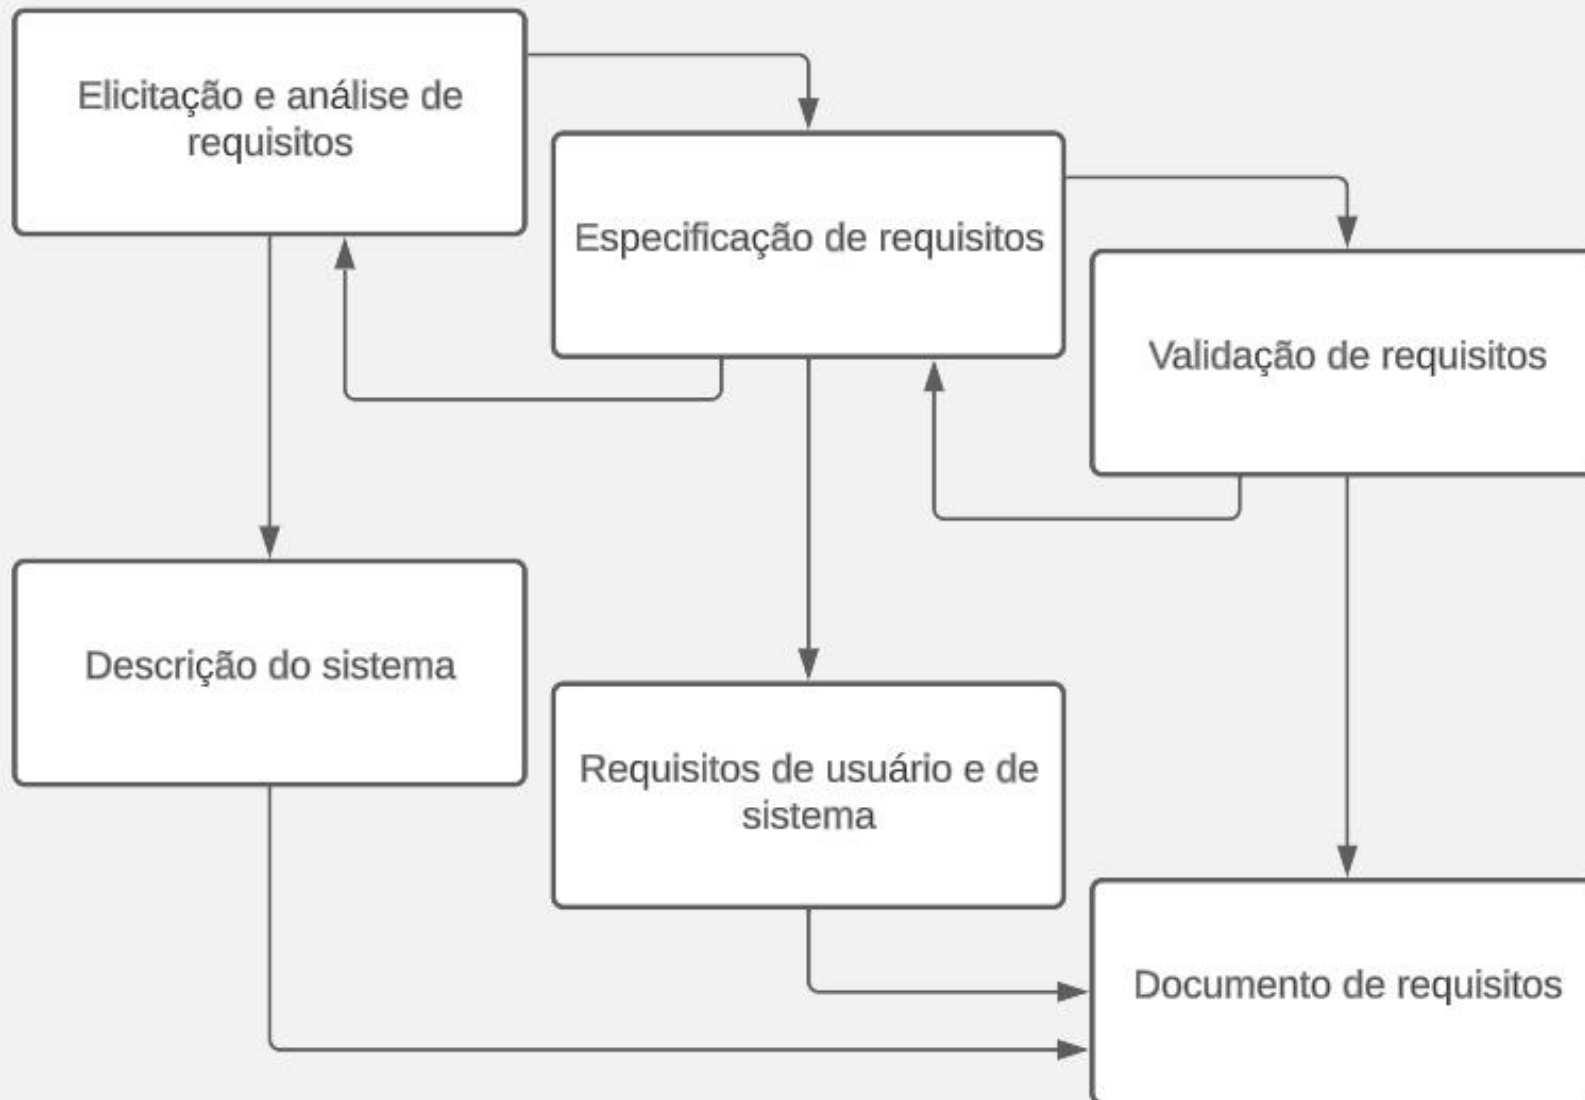 Elicitação e análise de
requisitos
Especificação de requisitos
Validação de requisitos
Descrição do sistema
Requisitos de usuário e de
sistema
Documento de requisitos